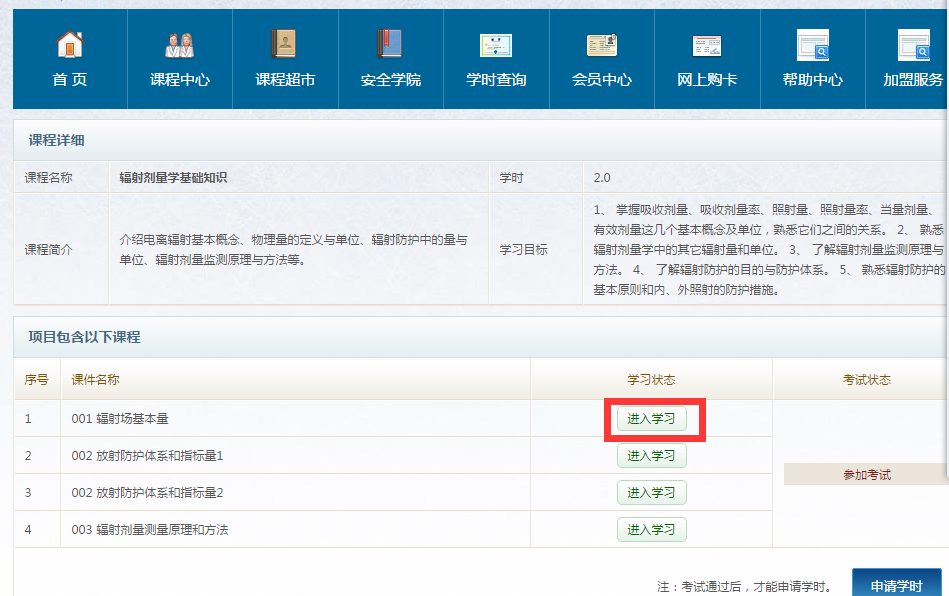 首 页
课程中心
课程超市
安全学院
学时查询
会员中心
网上购卡
帮助中心
加盟服务
课程详细
课程名称
辐射剂量学基础知识
学时
2.0
课程简介
介绍电离辐射基本概念、物理量的定义与单位、辐射防护中的量与
单位、辐射剂量监测原理与方法等。
学习目标
1、 掌握吸收剂量、吸收剂量率、照射量、照射量率、当量剂量、
有效剂量这几个基本概念及单位，熟悉它们之间的关系。 2、 熟悉
辐射剂量学中的其它辐射量和单位。 3、 了解辐射剂量监测原理与
方法。 4、 了解辐射防护的目的与防护体系。 5、 熟悉辐射防护的
基本原则和内、外照射的防护措施。
项目包含以下课程
序号
课件名称
学习状态
考试状态
1
001 辐射场基本量
进入学习
2
002 放射防护体系和指标量1
进入学习
3
002 放射防护体系和指标量2
进入学习
4
003 辐射剂量测量原理和方法
进入学习
参加考试
注：考试通过后，才能申请学时。
申请学时